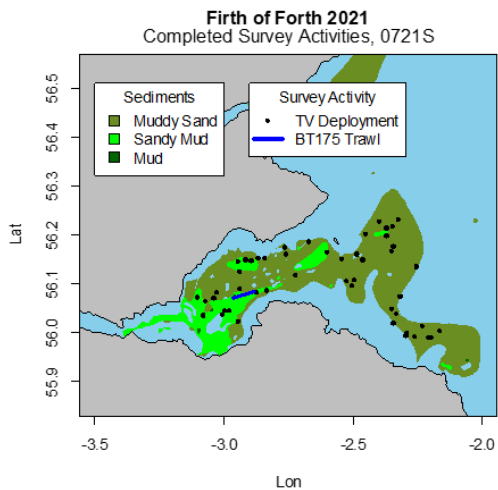 Firth of Forth 2021
Completed Survey Activities, 0721S
Sediments
Muddy Sand
Sandy Mud
Mud
Survey Activity
TV Deployment
BT175 Trawl
Lat
56.5
56.4
56.3
56.2
56.1
56.0
55.9
-3.5
-3.0
-2.5
-2.0
Lon